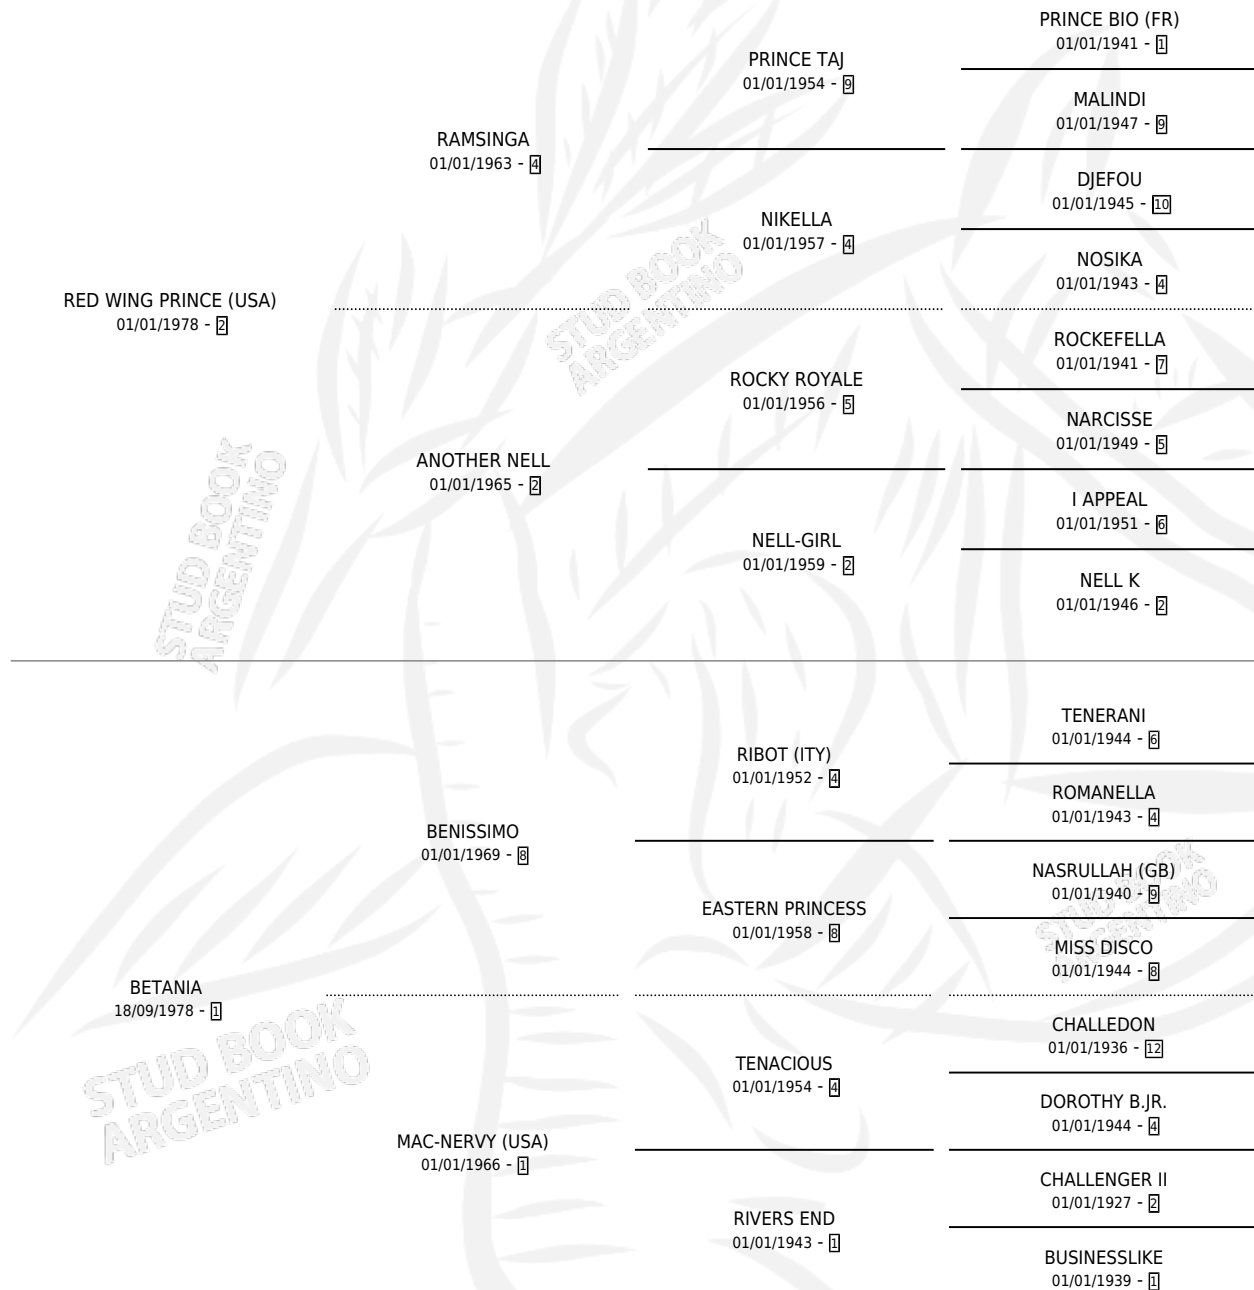 PRINCE BIO (FR)
01/01/1941 - 1
PRINCE TAJ
01/01/1954 - 9
MALINDI
01/01/1947 - 9
RAMSINGA
01/01/1963 - 4
DJEFOU
01/01/1945 - 10
NIKELLA
01/01/1957 - 4
NOSIKA
01/01/1943 - 4
RED WING PRINCE (USA)
01/01/1978 - 2
ROCKEFELLA
01/01/1941 - 7
ROCKY ROYALE
01/01/1956 - 5
NARCISSE
01/01/1949 - 5
ANOTHER NELL
01/01/1965 - 2
I APPEAL
01/01/1951 - 6
NELL-GIRL
01/01/1959 - 2
NELL K
01/01/1946 - 2
STUD BOOK
ARGENTINO
STUD BOOK
ARGENTINO
TENERANI
01/01/1944 - 6
RIBOT (ITY)
01/01/1952 - 4
ROMANELLA
01/01/1943 - 4
BENISSIMO
01/01/1969 - 8
NASRULLAH (GB)
01/01/1940 - 9
EASTERN PRINCESS
01/01/1958 - 8
MISS DISCO
01/01/1944 - 8
BETANIA
18/09/1978 - 1
CHALLEDON
01/01/1936 - 12
TENACIOUS
01/01/1954 - 4
DOROTHY B.JR.
01/01/1944 - 4
MAC-NERVY (USA)
01/01/1966 - 1
CHALLENGER II
01/01/1927 - 2
RIVERS END
01/01/1943 - 1
BUSINESSLIKE
01/01/1939 - 1
STUD BOOK
ARGENTINO
STUD BOOK
ARGENTINO